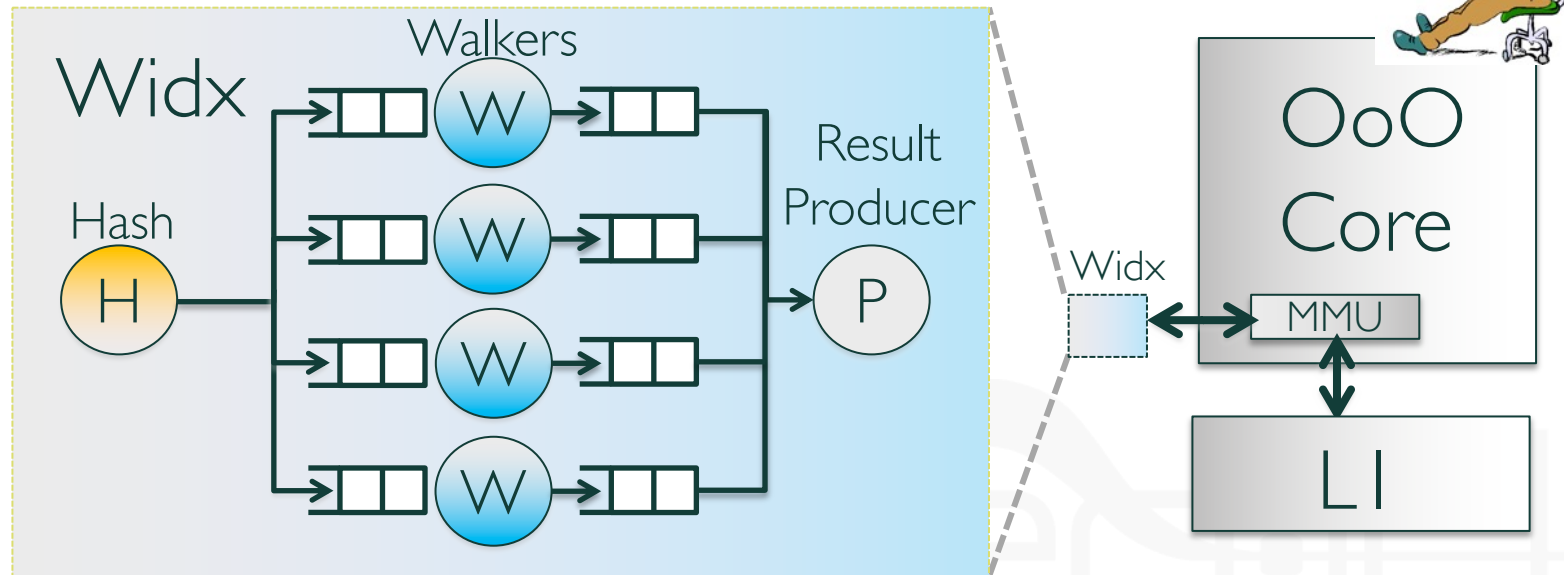 Walkers
Widx
W
Result
Producer
Hash
H
W
P
W
W
Widx
OoO
Core
MMU
L1